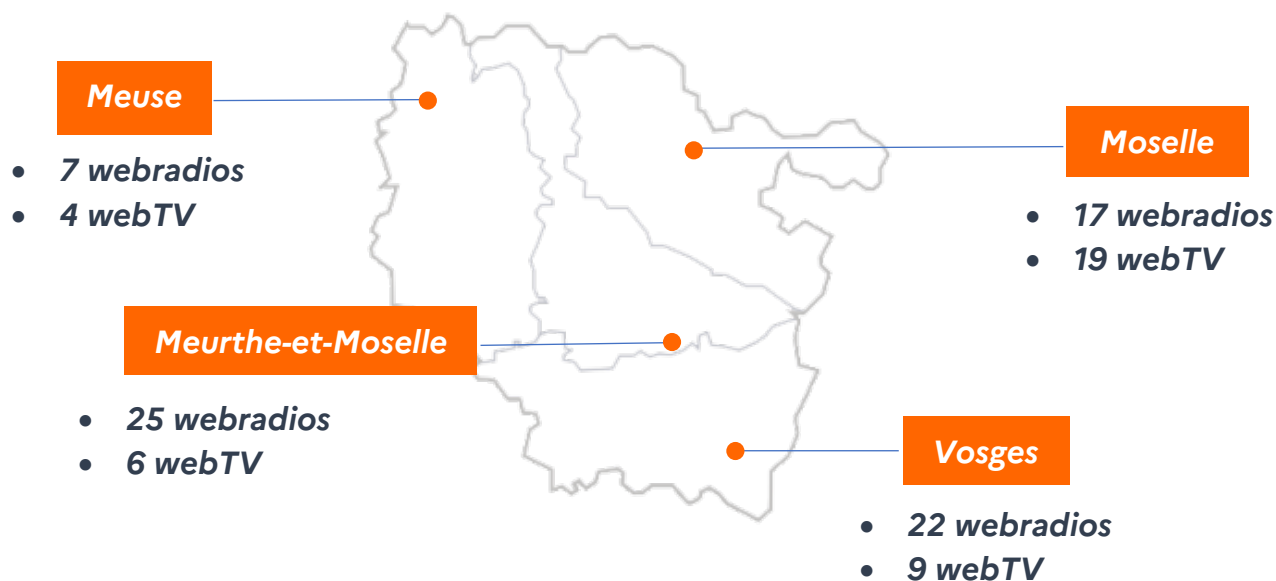 Meuse
• 7 webradios
• 4 webTV
Moselle
• 17 webradios
• 19 webTV
Meurthe-et-Moselle
• 25 webradios
• 6 webTV
Vosges
• 22 webradios
• 9 webTV